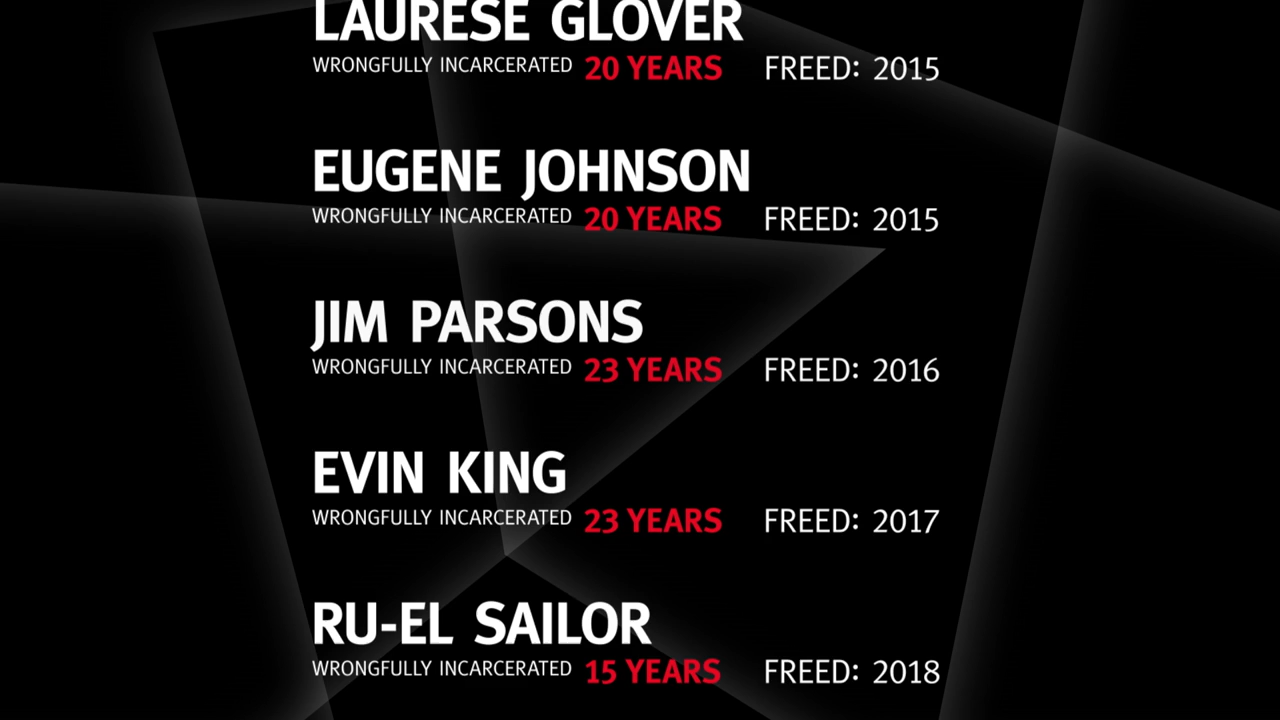 LAURESE GLOVER
WRONGFULLY INCARCERATED 20 YEARS FREED: 2015
EUGENE JOHNSON
WRONGFULLY INCARCERATED 20 YEARS FREED: 2015
JIM PARSONS
WRONGFULLY INCARCERATED 23 YEARS FREED: 2016
EVIN KING
WRONGFULLY INCARCERATED 23 YEARS FREED: 2017
RU-EL SAILOR
WRONGFULLY INCARCERATED 15 YEARS FREED: 2018